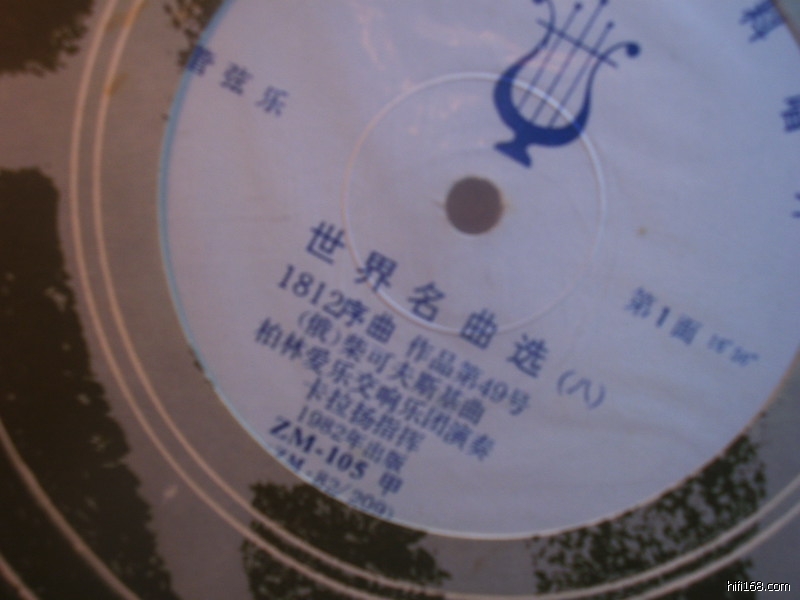 管弦乐
世界名曲选（八）
第1面
1812序曲 作品第49号
(俄)柴可夫斯基曲
柏林爱乐交响乐团演奏
卡拉扬指挥
1982年出版
ZM-105 甲
hifi168.com